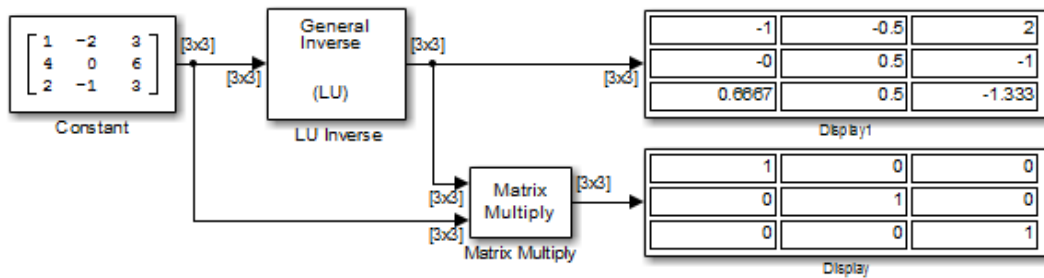 1 -2 3
4 0 6
2 -1 3
Constant
[3x3]
[3x3]
General
Inverse
(LU)
LU Inverse
[3x3]
[3x3]
-1 -0.5 2
-0 0.5 -1
0.6667 0.5 -1.333
Display1
[3x3]
[3x3]
Matrix
Multiply
Matrix Multiply
[3x3]
1 0 0
0 1 0
0 0 1
Display